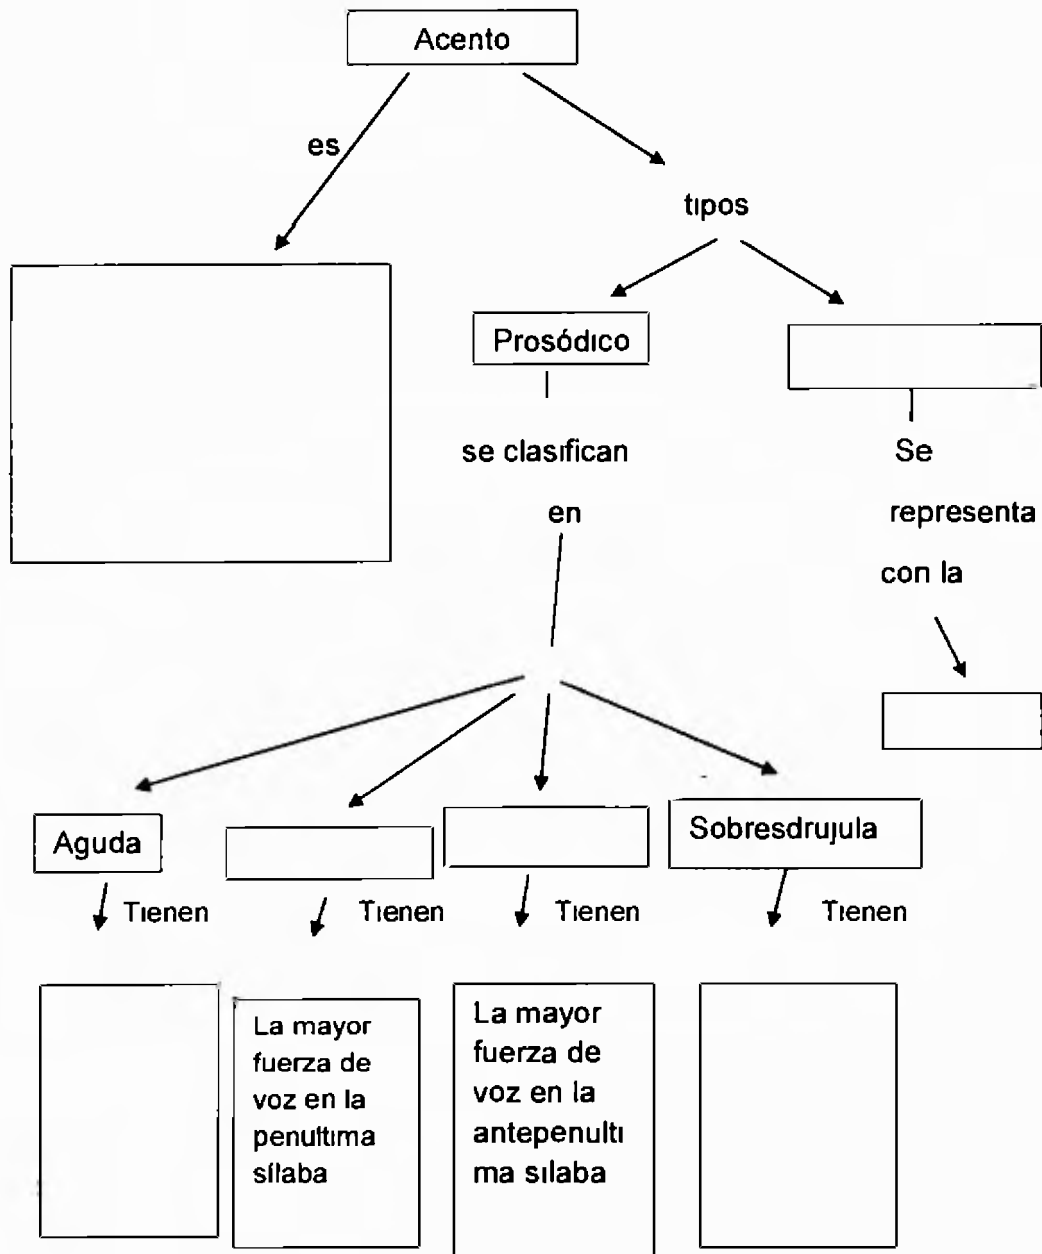 Acento
es
tipos
Prosódico
se clasifican
en
Se
representa
con la
Aguda
Sobresdrujula
Tienen
Tienen
Tienen
Tienen
La mayor
fuerza de
voz en la
penultima
sílaba
La mayor
fuerza de
voz en la
antepenulti
ma silaba